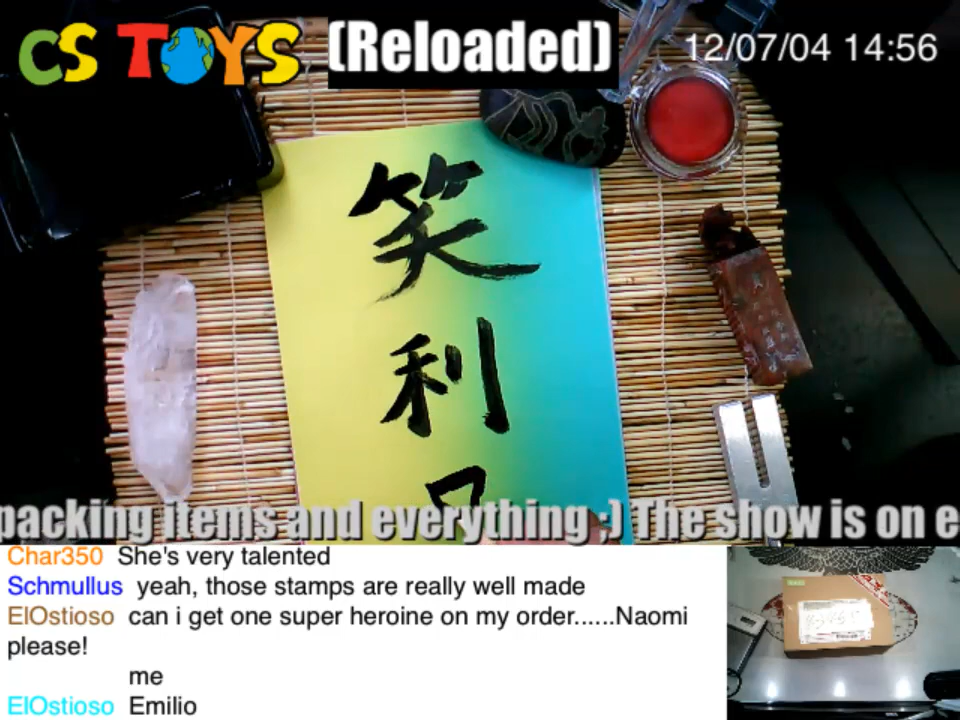 CS TOYS (Reloaded) 12/07/04 14:56
笑
利
packing items and everything ;) The show is on e
Char350 She's very talented
Schmullus yeah, those stamps are really well made
ElOstioso can i get one super heroine on my order......Naomi
please!
me
ElOstioso Emilio